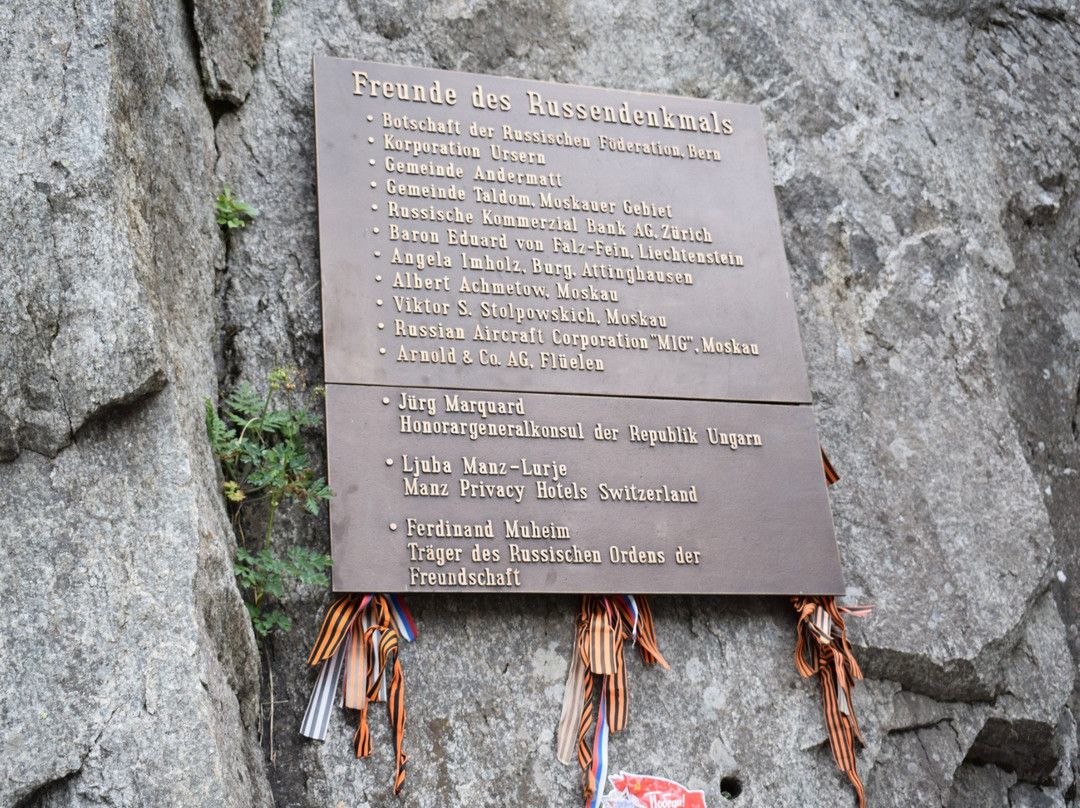 Freunde des Russendenkmals
• Botschaft der Russischen Föderation, Bern
• Korporation Ursern
• Gemeinde Andermatt
• Gemeinde Taldom, Moskauer Gebiet
• Russische Kommerzial Bank AG, Zürich
• Baron Eduard von Falz-Fein, Liechtenstein
• Angela Imholz, Burg. Attinghausen
• Albert Achmetow, Moskau
• Viktor S. Stolpowskich, Moskau
• Russian Aircraft Corporation "MIG", Moskau
• Arnold & Co. AG, Flüelen
• Jürg Marquard
Honorargeneralkonsul der Republik Ungarn
• Ljuba Manz-Lurje
Manz Privacy Hotels Switzerland
• Ferdinand Muheim
Träger des Russischen Ordens der
Freundschaft